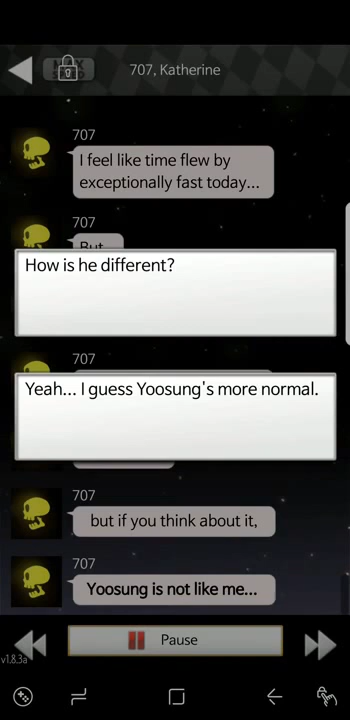 707, Katherine
707
I feel like time flew by
exceptionally fast today...
707
But
How is he different?
707
Yeah... I guess Yoosung's more normal.
707
but if you think about it,
707
Yoosung is not like me...
Pause
v1.8.3a